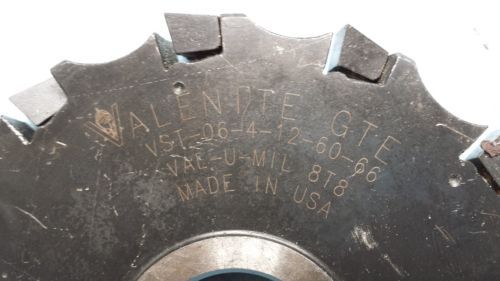 VALENITE GTE
VST-06-4-12-60-66
VAL-U-MIL 8T8
MADE IN USA